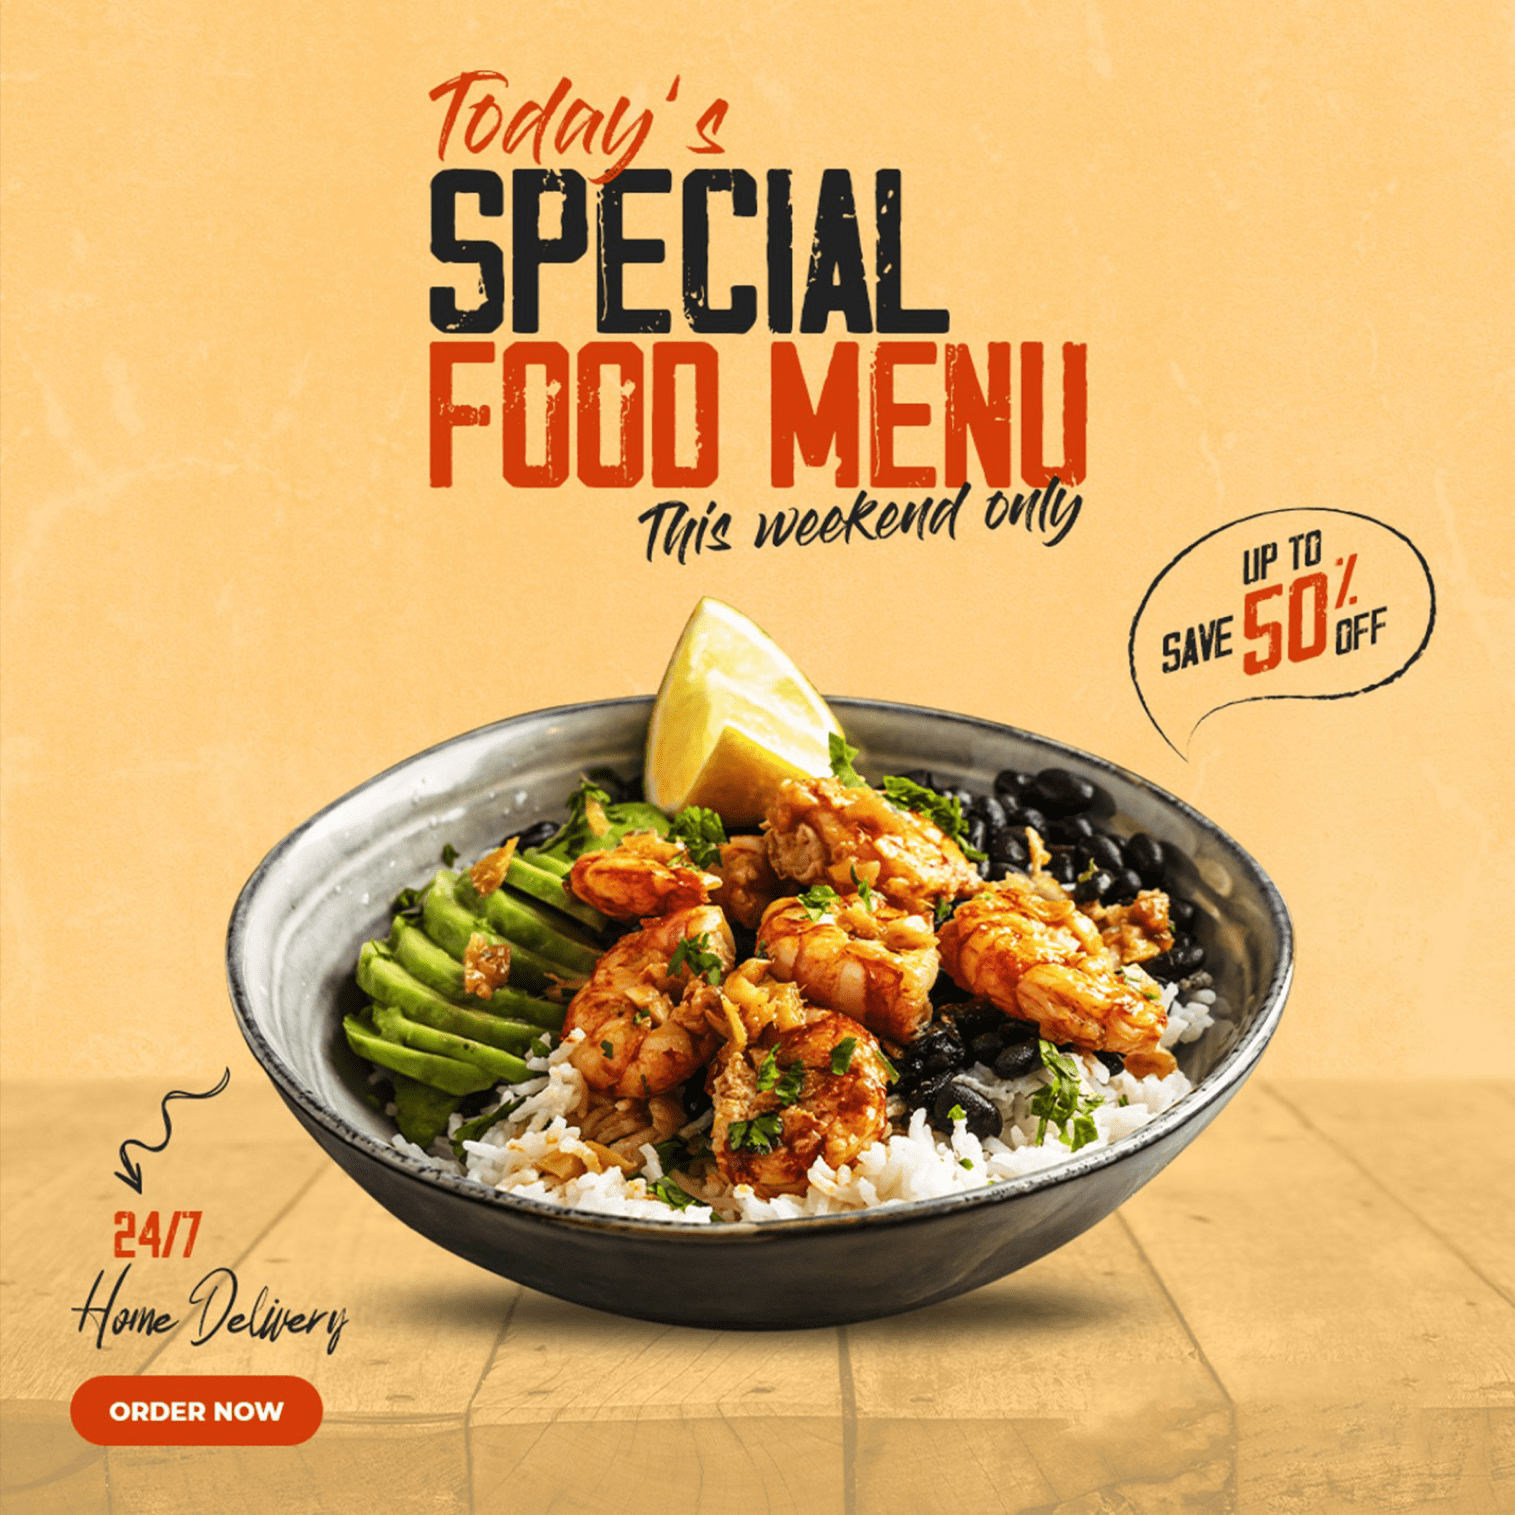 Today's
SPECIAL
FOOD MENU
This weekend only
UP TO
SAVE 50% OFF
24/7
Home Delivery
ORDER NOW